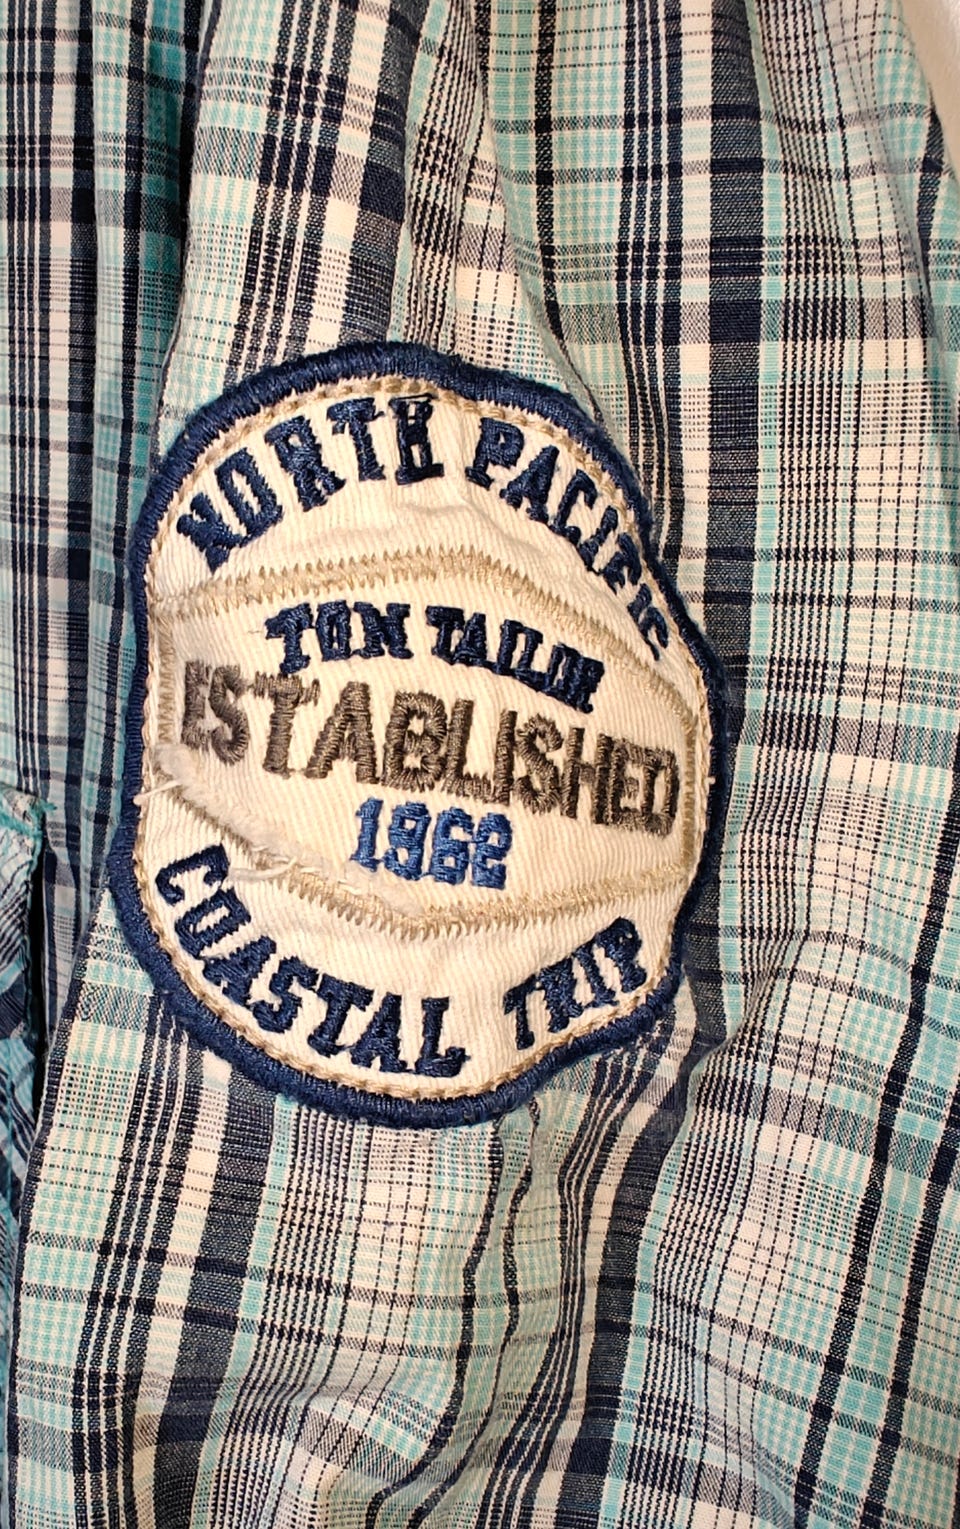 NORTH PACIFIC
TOM TAILOR
ESTABLISHED
1962
COASTAL TRIP